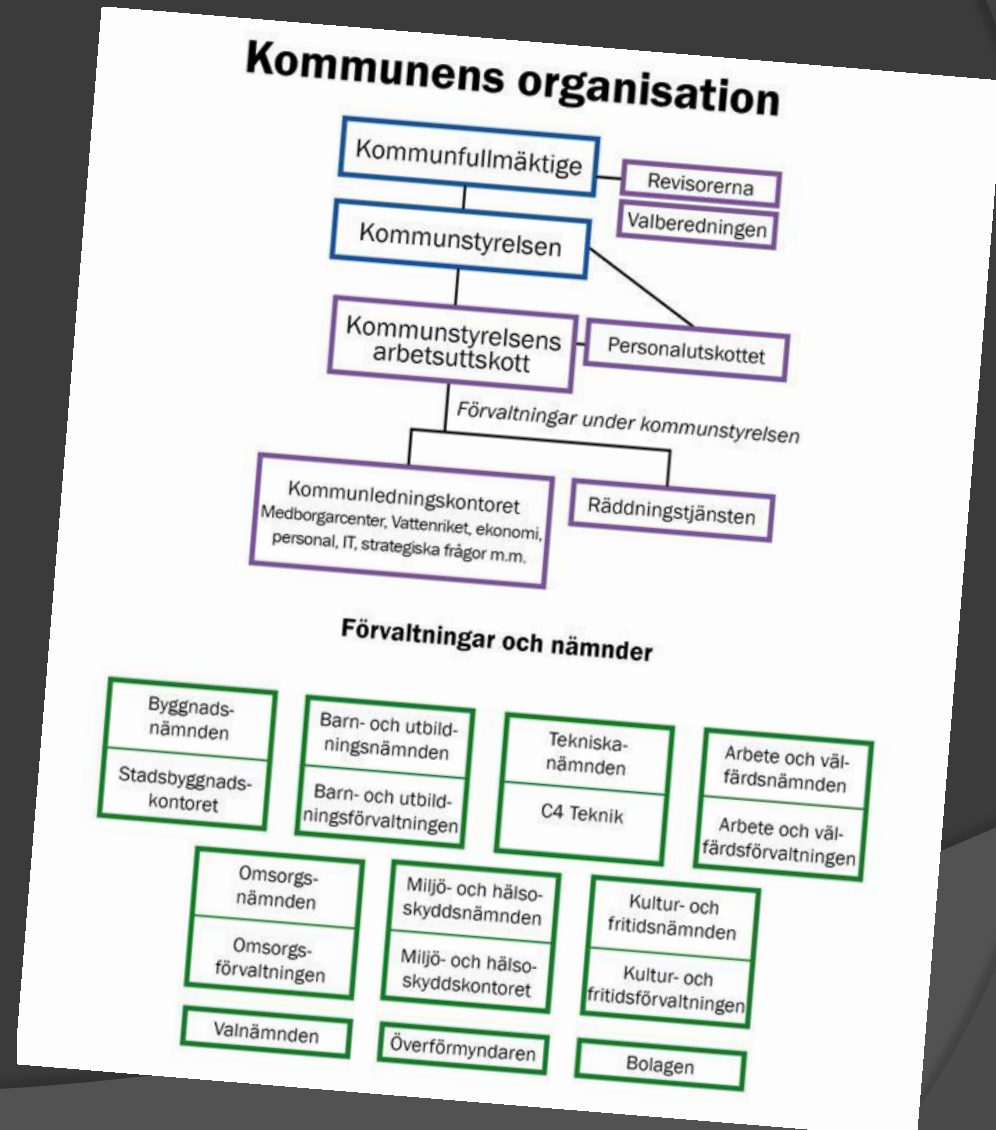 Kommunens organisation
Kommunfullmäktige
Revisorerna
Valberedningen
Kommunstyrelsen
Kommunstyrelsens
arbetsuttskott
Personalutskottet
Förvaltningar under kommunstyrelsen
Kommunledningskontoret
Medborgarcenter, Vattenriket, ekonomi,
personal, IT, strategiska frågor m.m.
Räddningstjänsten
Förvaltningar och nämnder
Byggnads-
nämnden
Stadsbyggnads-
kontoret
Barn- och utbild-
ningsnämnden
Barn- och utbild-
ningsförvaltningen
Tekniska-
nämnden
C4 Teknik
Arbete och väl-
färdsnämnden
Arbete och väl-
färdsförvaltningen
Omsorgs-
nämnden
Omsorgs-
förvaltningen
Miljö- och hälso-
skyddsnämnden
Miljö- och hälso-
skyddskontoret
Kultur- och
fritidsnämnden
Kultur- och
fritidsförvaltningen
Valnämnden
Överförmyndaren
Bolagen